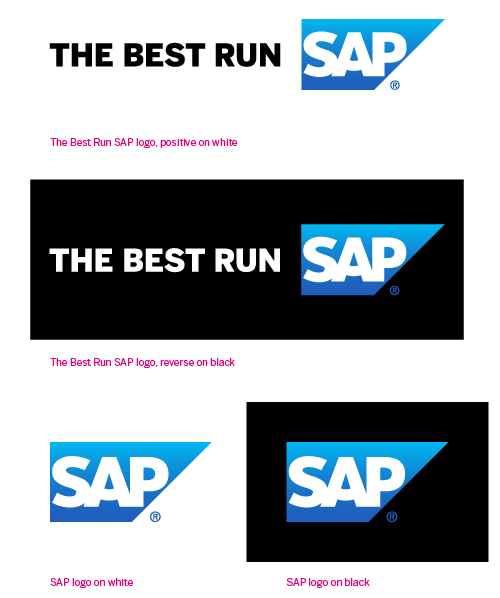 THE BEST RUN SAP®
The Best Run SAP logo, positive on white
THE BEST RUN SAP®
The Best Run SAP logo, reverse on black
SAP® SAP®
SAP logo on white SAP logo on black